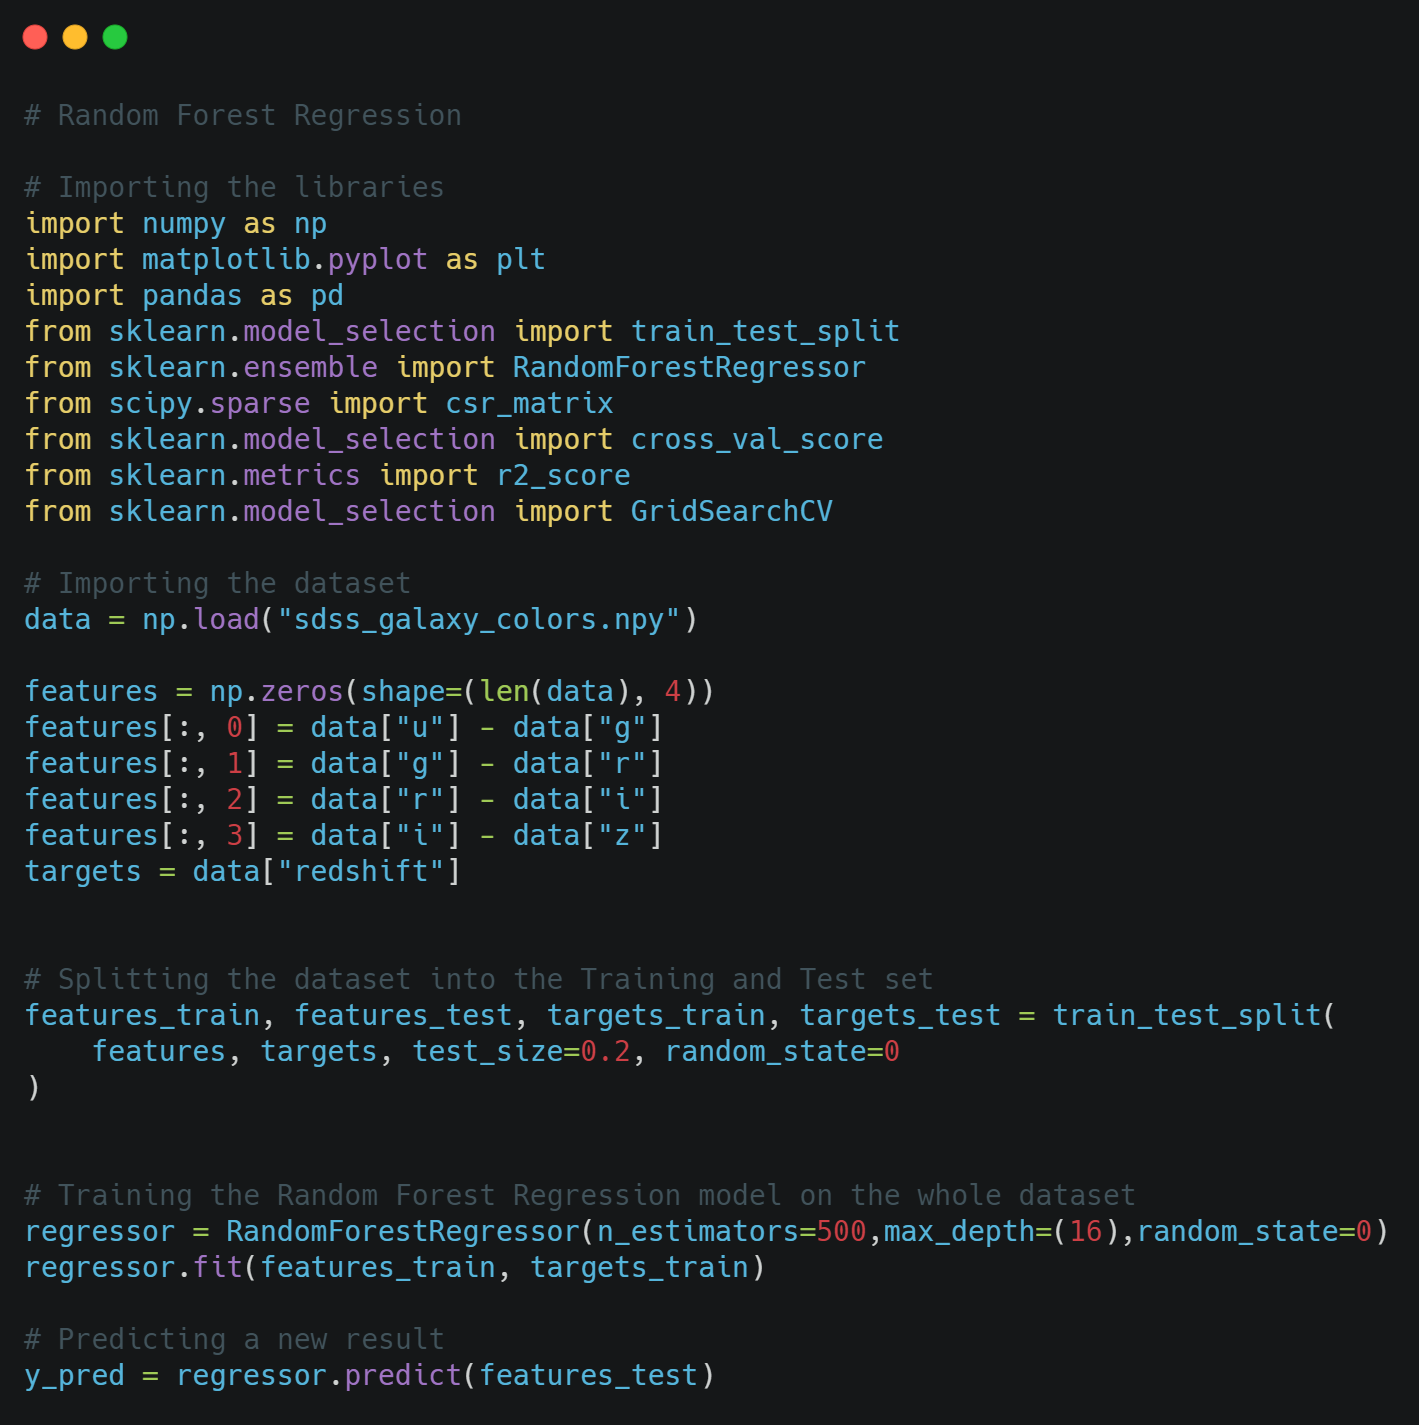 # Random Forest Regression
# Importing the libraries
import numpy as np
import matplotlib.pyplot as plt
import pandas as pd
from sklearn.model_selection import train_test_split
from sklearn.ensemble import RandomForestRegressor
from scipy.sparse import csr_matrix
from sklearn.model_selection import cross_val_score
from sklearn.metrics import r2_score
from sklearn.model_selection import GridSearchCV
# Importing the dataset
data = np.load("sdss_galaxy_colors.npy")
features = np.zeros(shape=(len(data), 4))
features[:, 0] = data["u"] - data["g"]
features[:, 1] = data["g"] - data["r"]
features[:, 2] = data["r"] - data["i"]
features[:, 3] = data["i"] - data["z"]
targets = data["redshift"]
# Splitting the dataset into the Training and Test set
features_train, features_test, targets_train, targets_test = train_test_split(
    features, targets, test_size=0.2, random_state=0
)
# Training the Random Forest Regression model on the whole dataset
regressor = RandomForestRegressor(n_estimators=500,max_depth=(16),random_state=0)
regressor.fit(features_train, targets_train)
# Predicting a new result
y_pred = regressor.predict(features_test)